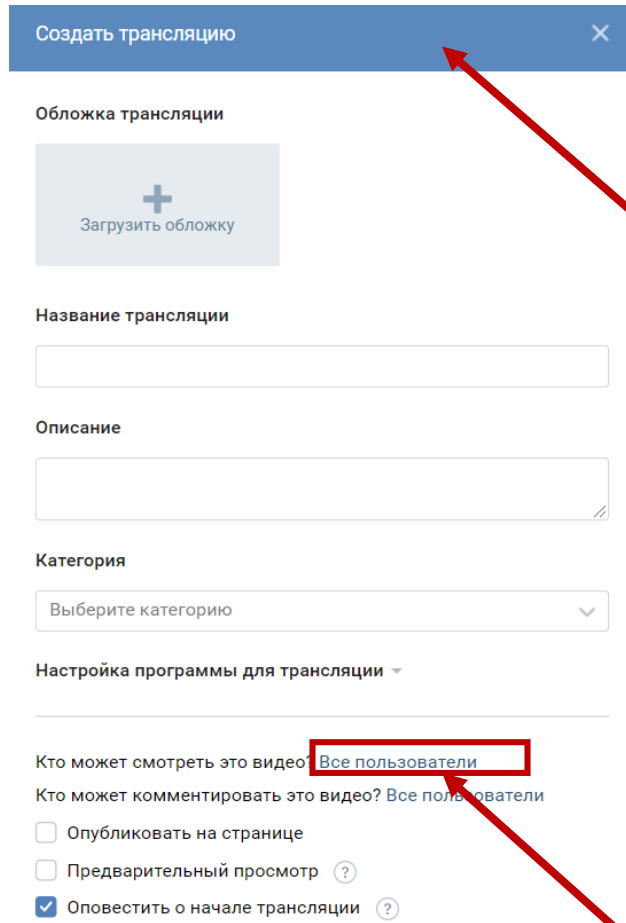 Создать трансляцию
Обложка трансляции
Загрузить обложку
Название трансляции
Описание
Категория
Выберите категорию
Настройка программы для трансляции
Кто может смотреть это видео? Все пользователи
Кто может комментировать это видео? Все пользователи
Опубликовать на странице
Предварительный просмотр ?
Оповестить о начале трансляции ?